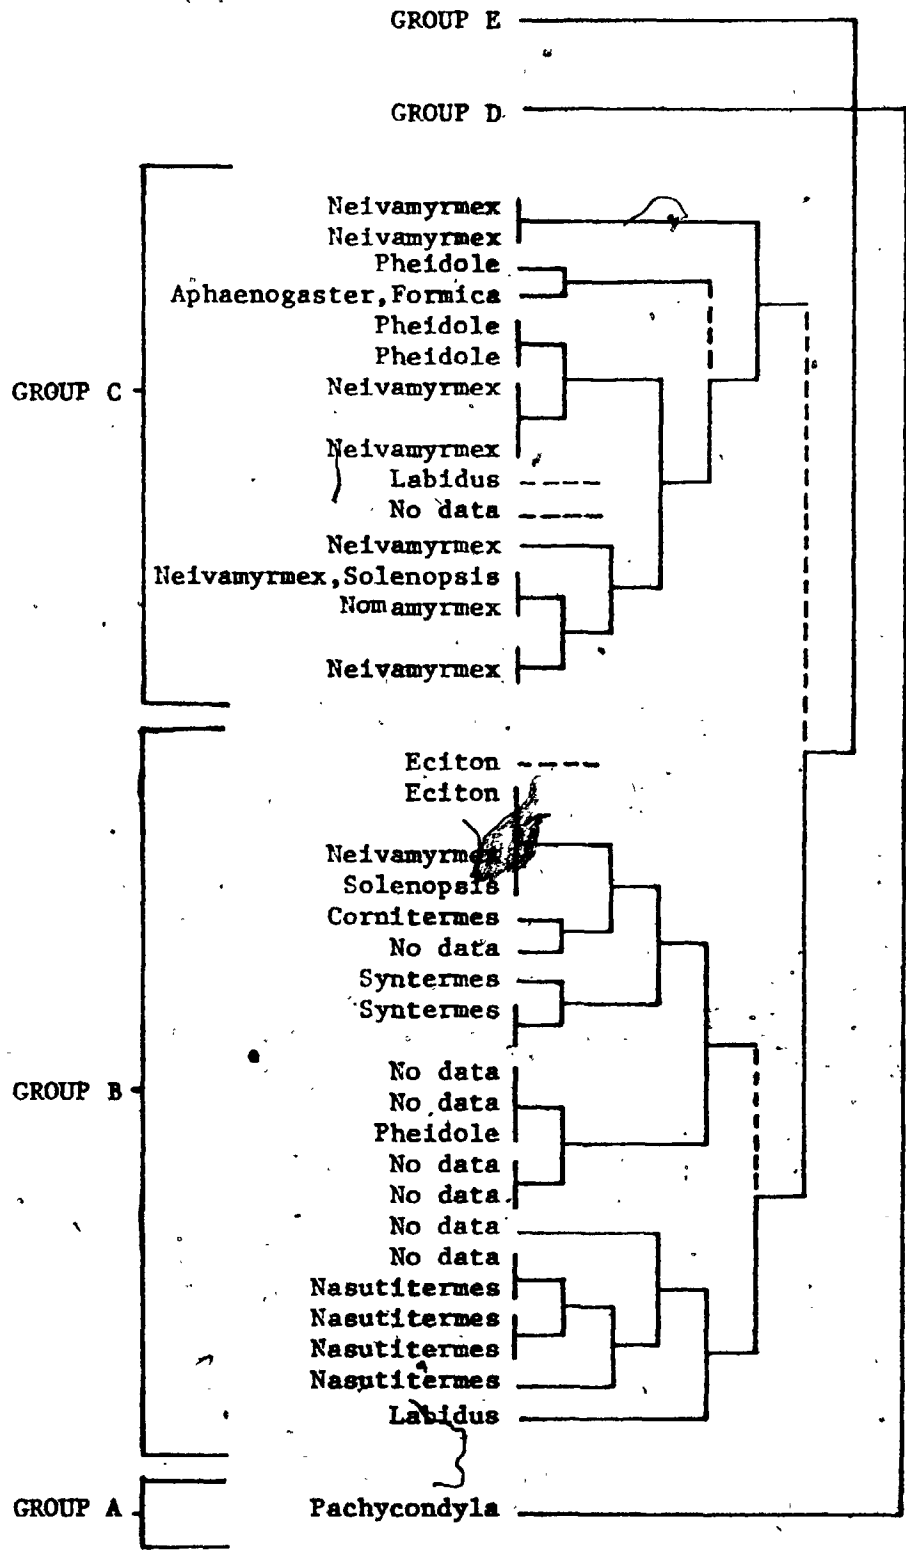 GROUP E
GROUP D
Neivamyrmex
Neivamyrmex
Pheidole
Aphaenogaster,Formica
Pheidole
Pheidole
GROUP C
Neivamyrmex
Neivamyrmex
Labidus
No data
Neivamyrmex
Neivamyrmex,Solenopsis
Nomamyrmex
Neivamyrmex
Eciton
Eciton
Neivamyrmex
Solenopsis
Cornitermes
No data
Syntermes
Syntermes
No data
GROUP B
No data
Pheidole
No data
No data
No data
No data
Nasutitermes
Nasutitermes
Nasutitermes
Nasutitermes
Labidus
GROUP A
Pachycondyla